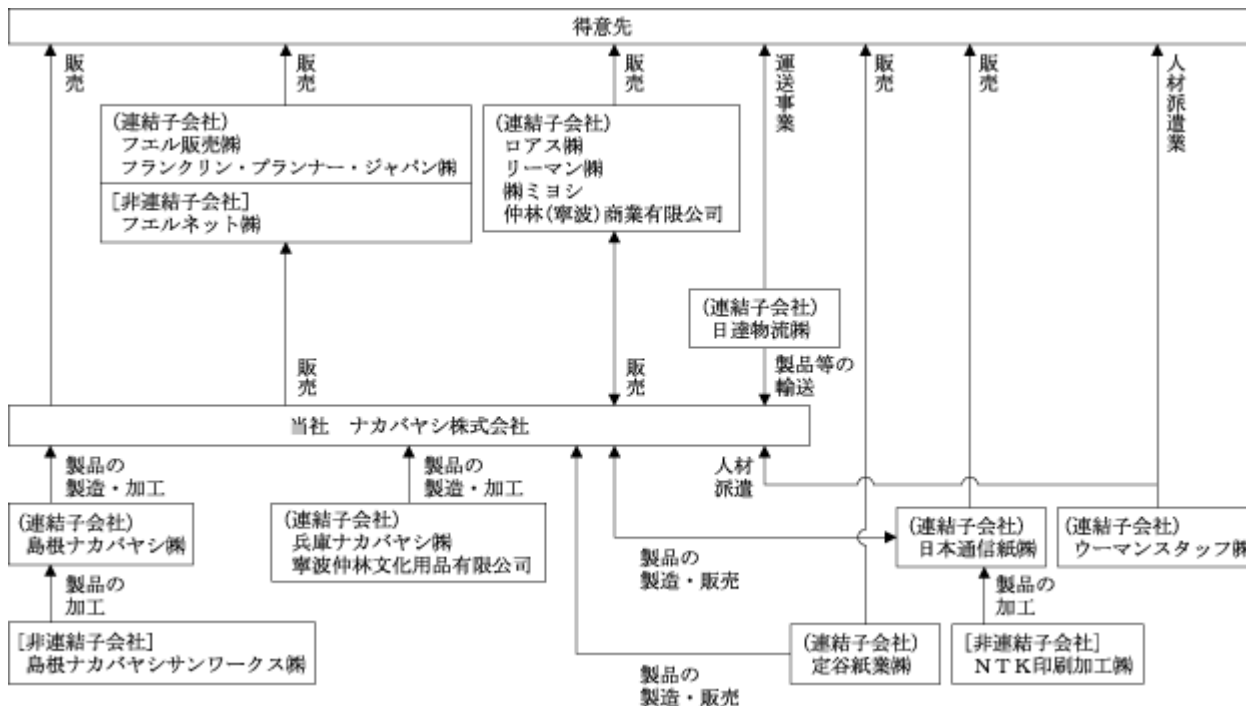 得意先
販
売
販
売
販
売
運
送
事
業
販
売
販
売
人
材
派
遣
業
(連結子会社)
フエル販売㈱
フランクリン・プランナー・ジャパン㈱
[非連結子会社]
フエルネット㈱
(連結子会社)
ロアス㈱
リーマン㈱
㈱ミヨシ
仲林(寧波)商業有限公司
(連結子会社)
日達物流㈱
販
売
販
売
製品等の
輸送
当社 ナカバヤシ株式会社
製品の
製造・加工
製品の
製造・加工
人材
派遣
(連結子会社)
島根ナカバヤシ㈱
(連結子会社)
兵庫ナカバヤシ㈱
寧波仲林文化用品有限公司
(連結子会社)
日本通信紙㈱
(連結子会社)
ウーマンスタッフ㈱
製品の
製造・販売
製品の
加工
製品の
加工
[非連結子会社]
島根ナカバヤシサンワークス㈱
(連結子会社)
定谷紙業㈱
[非連結子会社]
NTK印刷加工㈱
製品の
製造・販売